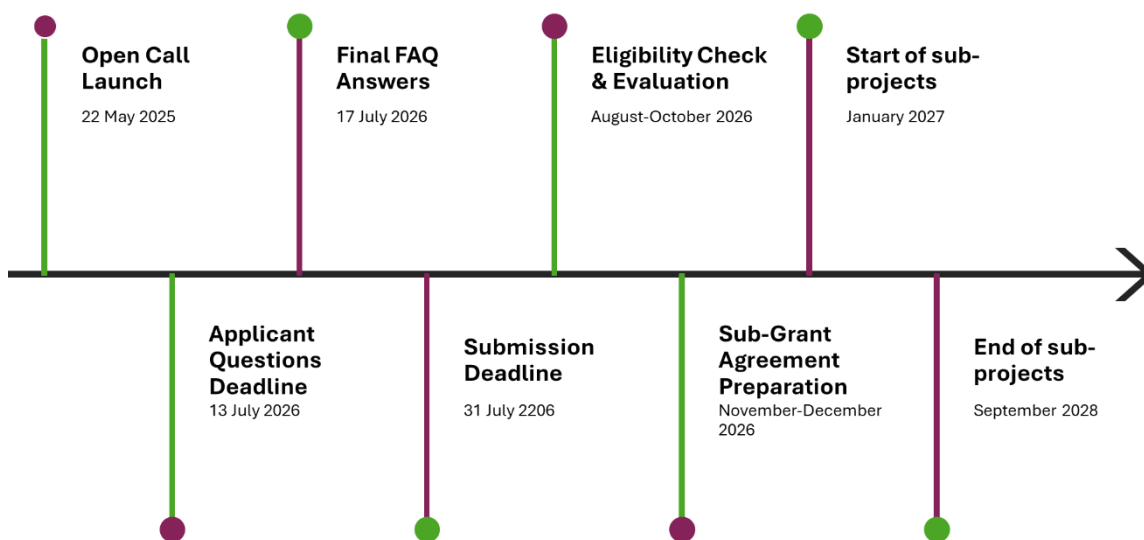 Open Call
Launch
22 May 2025
Applicant
Questions
Deadline
13 July 2026
Final FAQ
Answers
17 July 2026
Submission
Deadline
31 July 2206
Eligibility Check
& Evaluation
August-October 2026
Sub-Grant
Agreement
Preparation
November-December
2026
Start of sub-
projects
January 2027
End of sub-
projects
September 2028